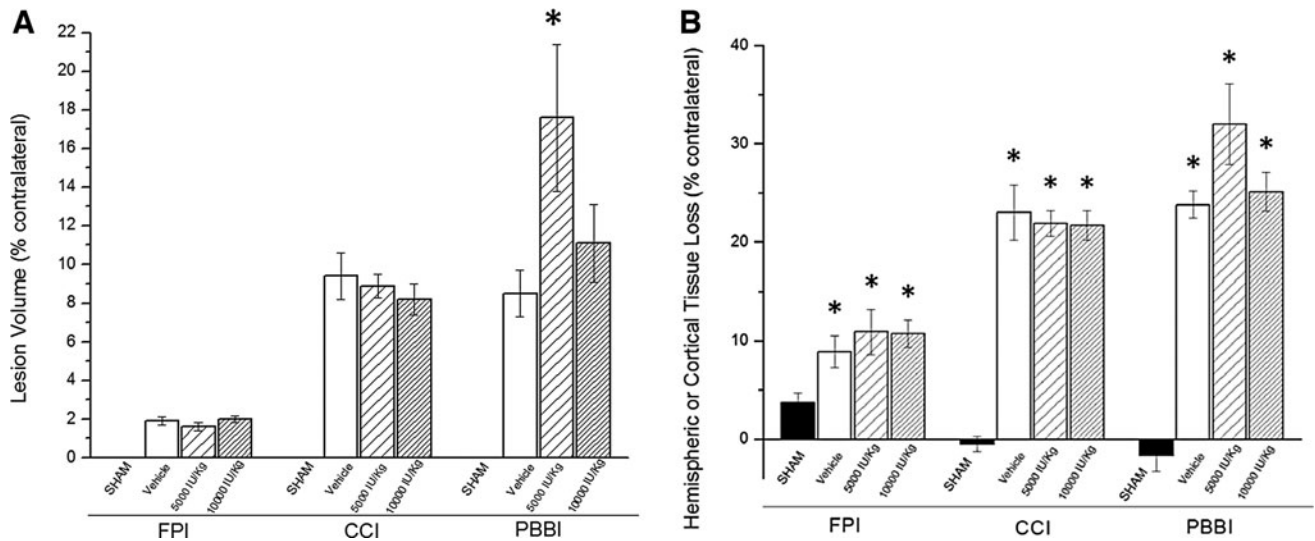 A
Lesion Volume (% contralateral)
22
20
18
16
14
12
10
8
6
4
2
0
*
SHAM
Vehicle
5000 IU/Kg
10000 IU/Kg
SHAM
Vehicle
5000 IU/Kg
10000 IU/Kg
SHAM
Vehicle
5000 IU/Kg
10000 IU/Kg
FPI
CCI
PBBI
B
Hemispheric or Cortical Tissue Loss (% contralateral)
40
30
20
10
0
*
*
*
*
*
*
*
*
*
SHAM
Vehicle
5000 IU/Kg
10000 IU/Kg
SHAM
Vehicle
5000 IU/Kg
10000 IU/Kg
SHAM
Vehicle
5000 IU/Kg
10000 IU/Kg
FPI
CCI
PBBI